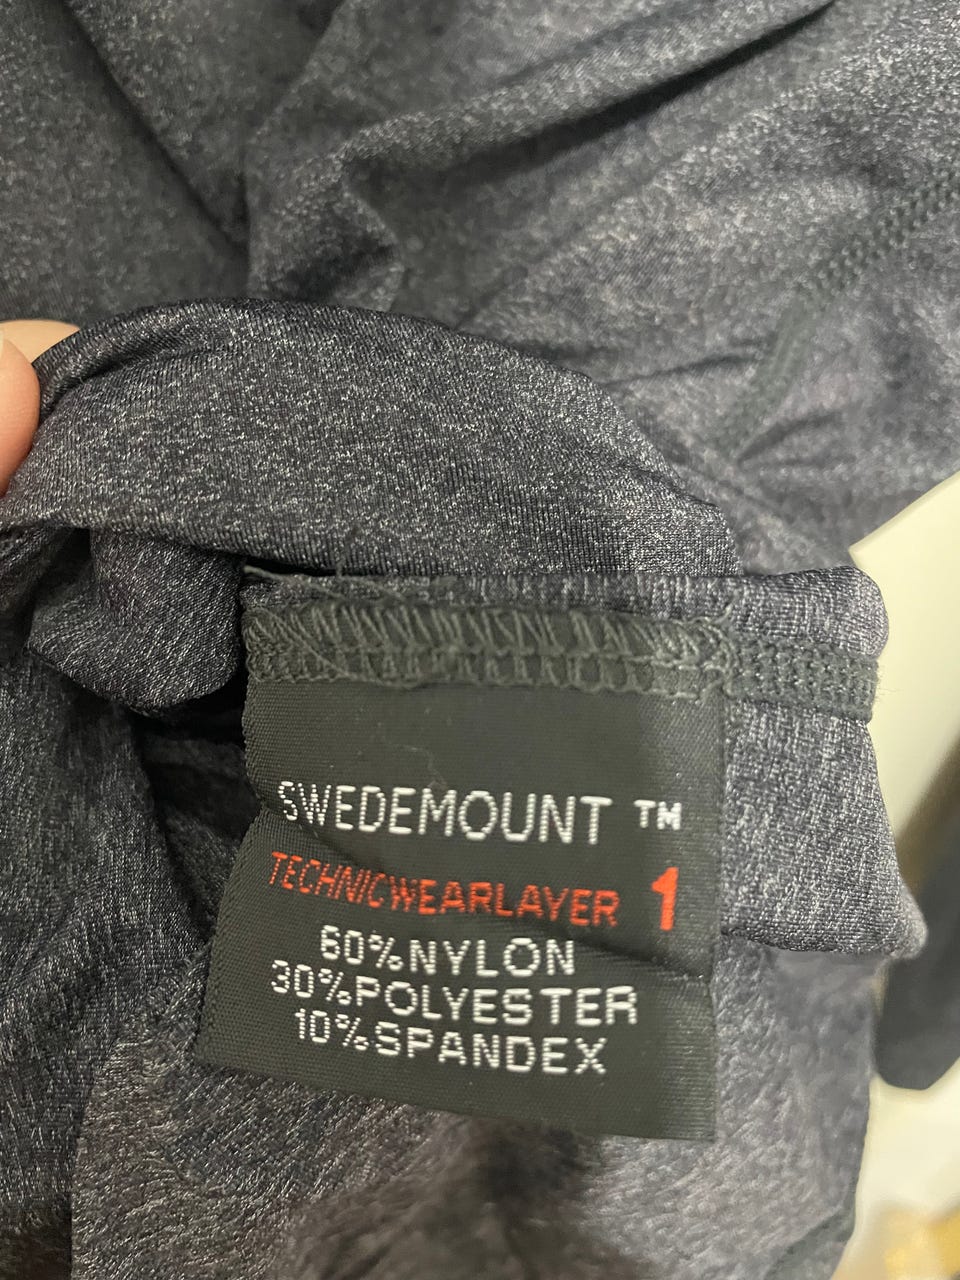 SWEDEMOUNT ™
TECHNICWEARLAYER 1
60%NYLON
30%POLYESTER
10%SPANDEX